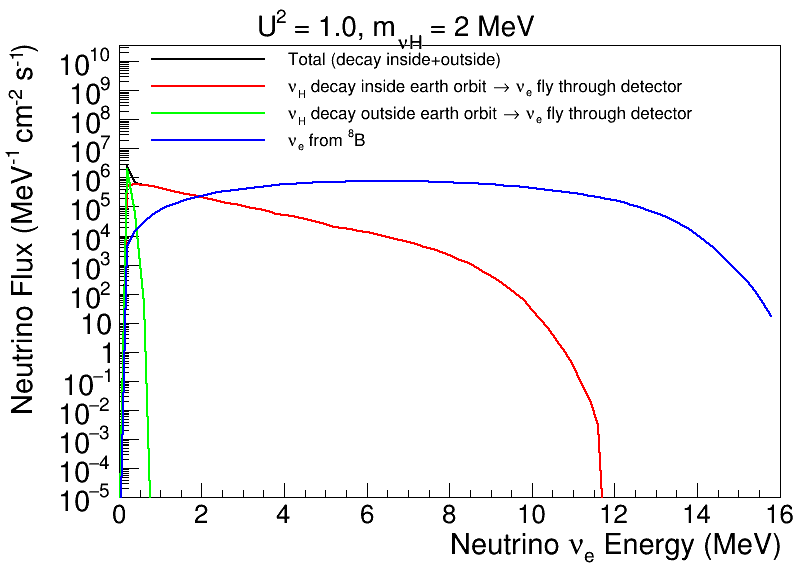 U² = 1.0, m_νH = 2 MeV
Total (decay inside+outside)
ν_H decay inside earth orbit → ν_e fly through detector
ν_H decay outside earth orbit → ν_e fly through detector
ν_e from ⁸B
Neutrino Flux (MeV⁻¹ cm⁻² s⁻¹)
10¹⁰
10⁹
10⁸
10⁷
10⁶
10⁵
10⁴
10³
10²
10
1
10⁻¹
10⁻²
10⁻³
10⁻⁴
10⁻⁵
0 2 4 6 8 10 12 14 16
Neutrino ν_e Energy (MeV)